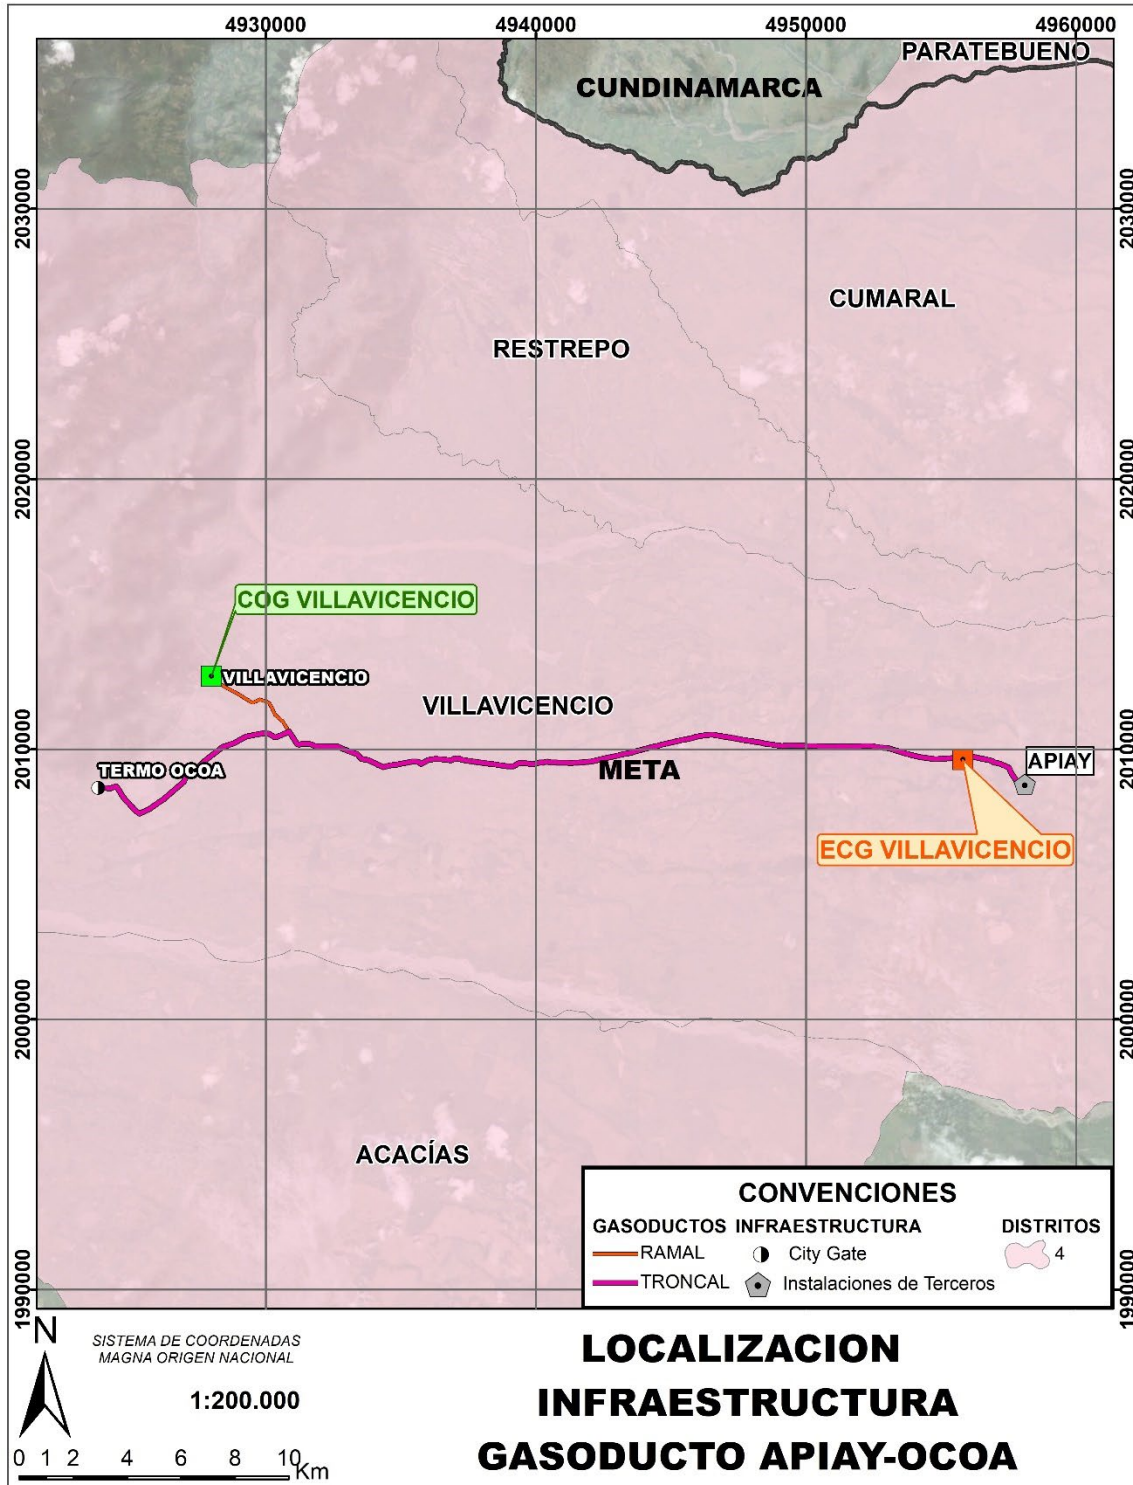 4930000
4940000
4950000
4960000
PARATEBUENO
CUNDINAMARCA
2030000
2030000
CUMARAL
RESTREPO
2020000
2020000
COG VILLAVICENCIO
VILLAVICENCIO
VILLAVICENCIO
2010000
2010000
TERMO OCOA
META
APIAY
ECG VILLAVICENCIO
2000000
2000000
ACACÍAS
CONVENCIONES
GASODUCTOS INFRAESTRUCTURA DISTRITOS
RAMAL City Gate 4
TRONCAL Instalaciones de Terceros
1990000
1990000
N
SISTEMA DE COORDENADAS
MAGNA ORIGEN NACIONAL
1:200.000
0 1 2 4 6 8 10 Km
LOCALIZACION
INFRAESTRUCTURA
GASODUCTO APIAY-OCOA